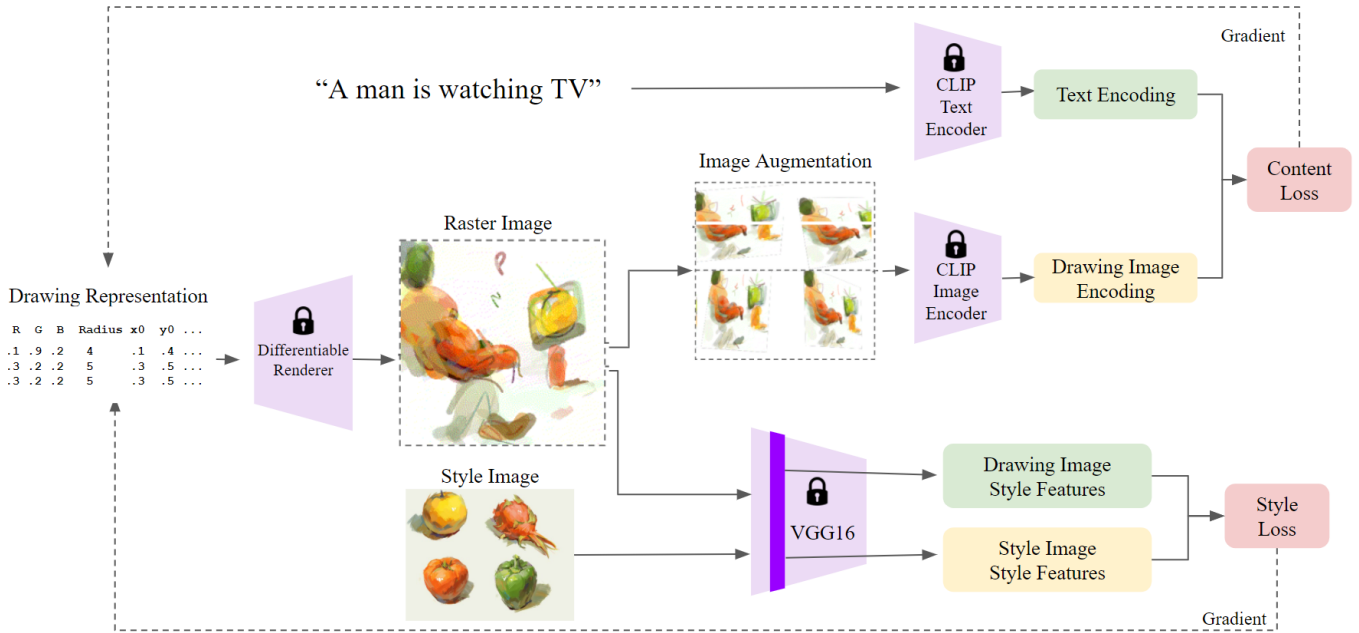 Gradient
“A man is watching TV”
CLIP
Text
Encoder
Text Encoding
Image Augmentation
Content
Loss
Raster Image
CLIP
Image
Encoder
Drawing Image
Encoding
Drawing Representation
R G B Radius x0 y0 ...
.1 .9 .2 4 .1 .4 ...
.3 .2 .2 5 .3 .5 ...
.3 .2 .2 5 .3 .5 ...
Differentiable
Renderer
Style Image
VGG16
Drawing Image
Style Features
Style Image
Style Features
Style
Loss
Gradient